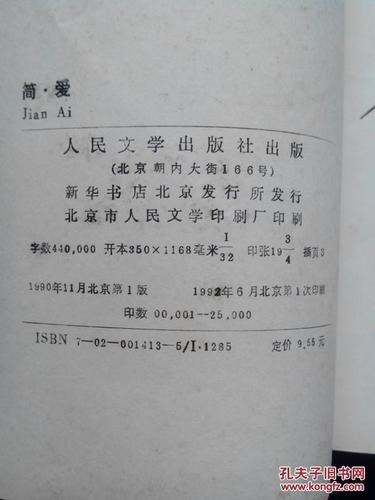 简·爱
Jian Ai
人民文学出版社出版
(北京朝内大街166号)
新华书店北京发行所发行
北京市人民文学印刷厂印刷
字数440,000 开本850×1168毫米 1/32 印张19 3/4 插页3
1990年11月北京第1版 1992年6月北京第1次印刷
印数 00,001—25,000
ISBN 7-02-001413-5/I·1285 定价 9.55元
孔夫子旧书网